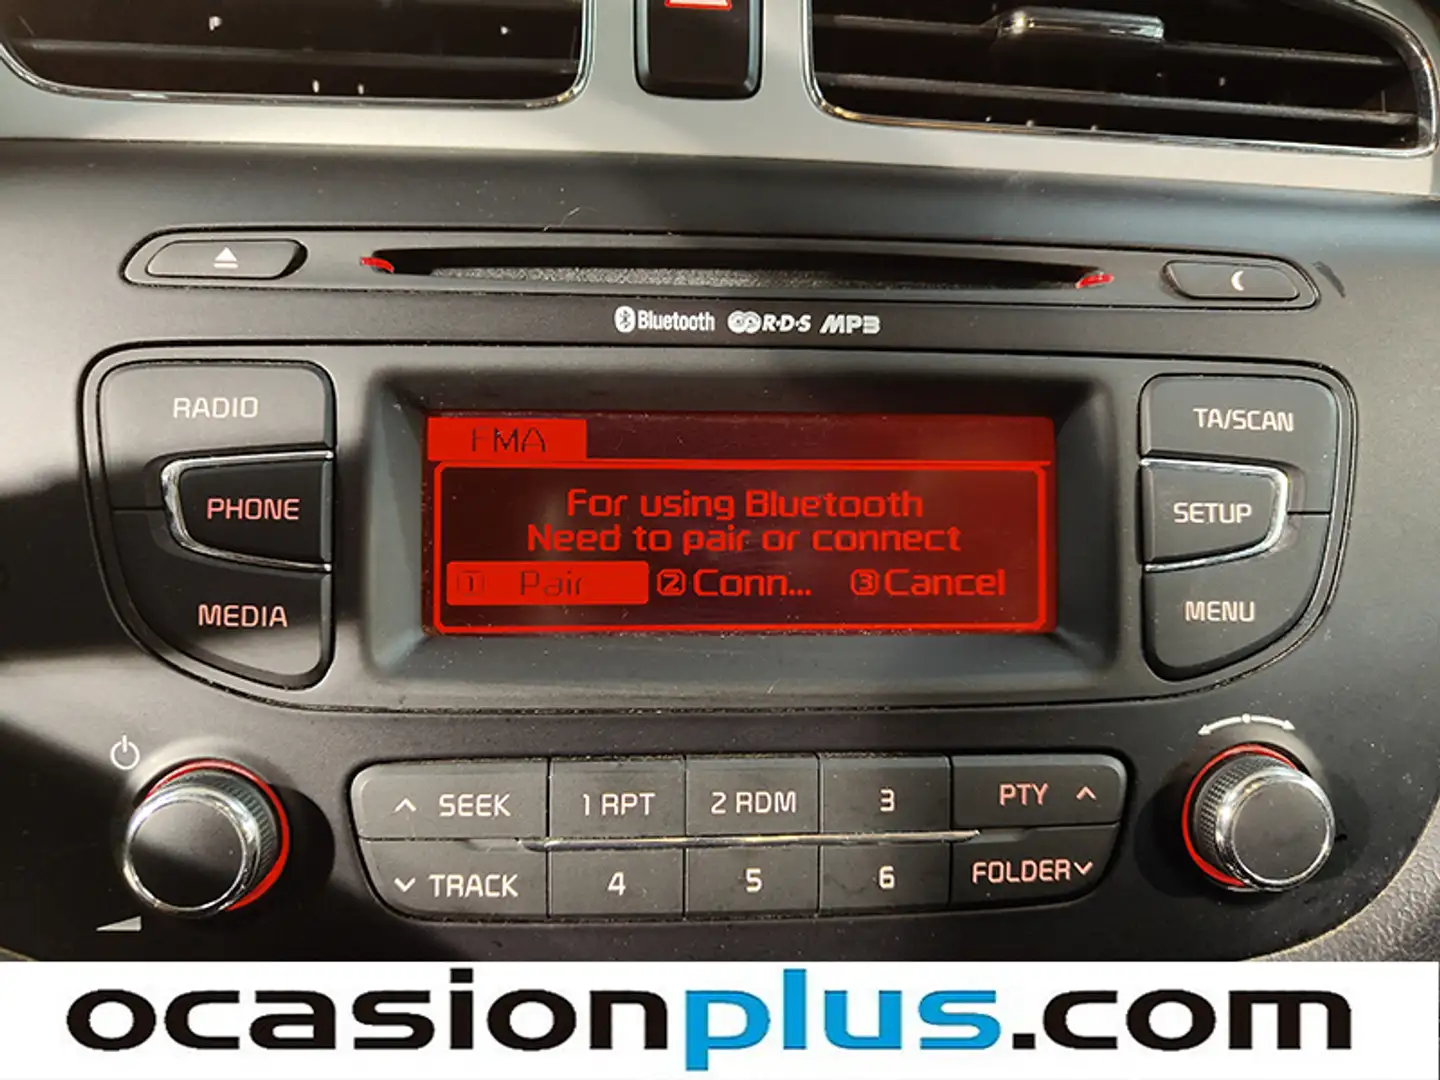 Bluetooth R·D·S MP3
RADIO
PHONE
MEDIA
FMA
For using Bluetooth
Need to pair or connect
1 Pair 2 Conn... 3 Cancel
TA/SCAN
SETUP
MENU
SEEK 1 RPT 2 RDM 3 PTY
TRACK 4 5 6 FOLDER
ocasionplus.com